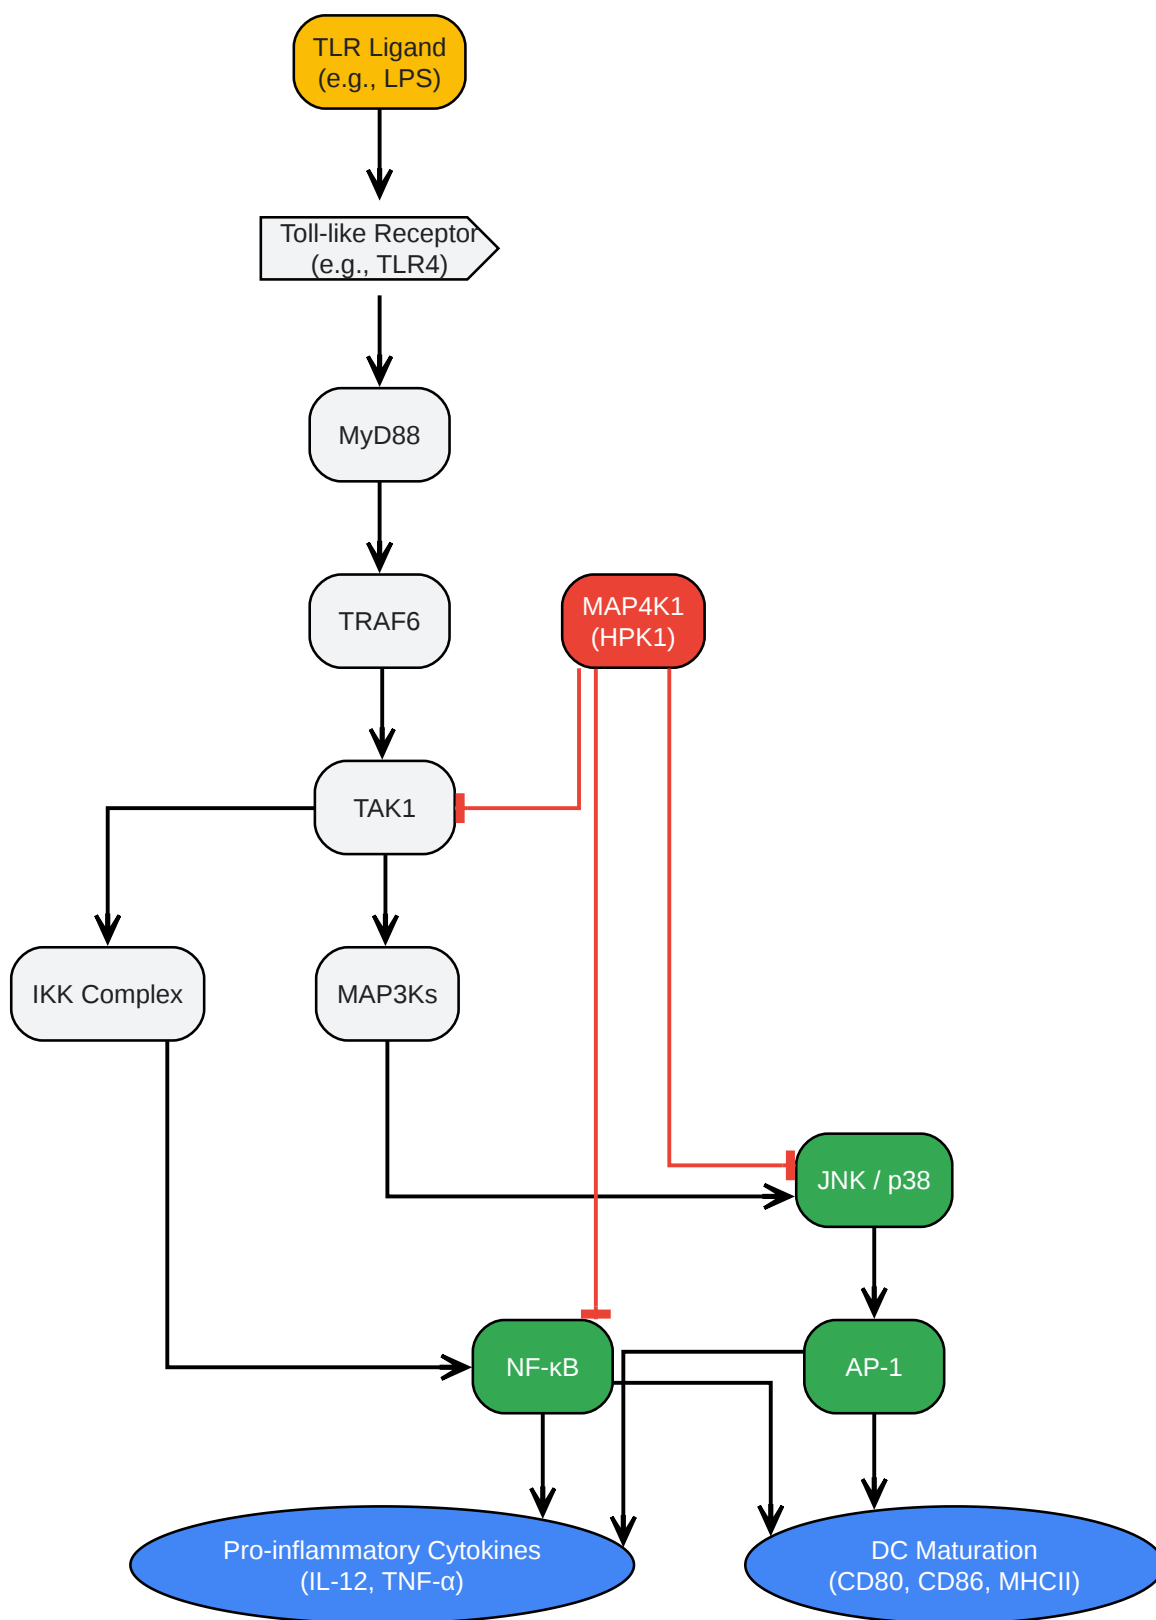 TLR Ligand
(e.g., LPS)
Toll-like Receptor
(e.g., TLR4)
MyD88
TRAF6
MAP4K1
(HPK1)
TAK1
IKK Complex
MAP3Ks
JNK / p38
NF-κB
AP-1
Pro-inflammatory Cytokines
(IL-12, TNF-α)
DC Maturation
(CD80, CD86, MHCII)